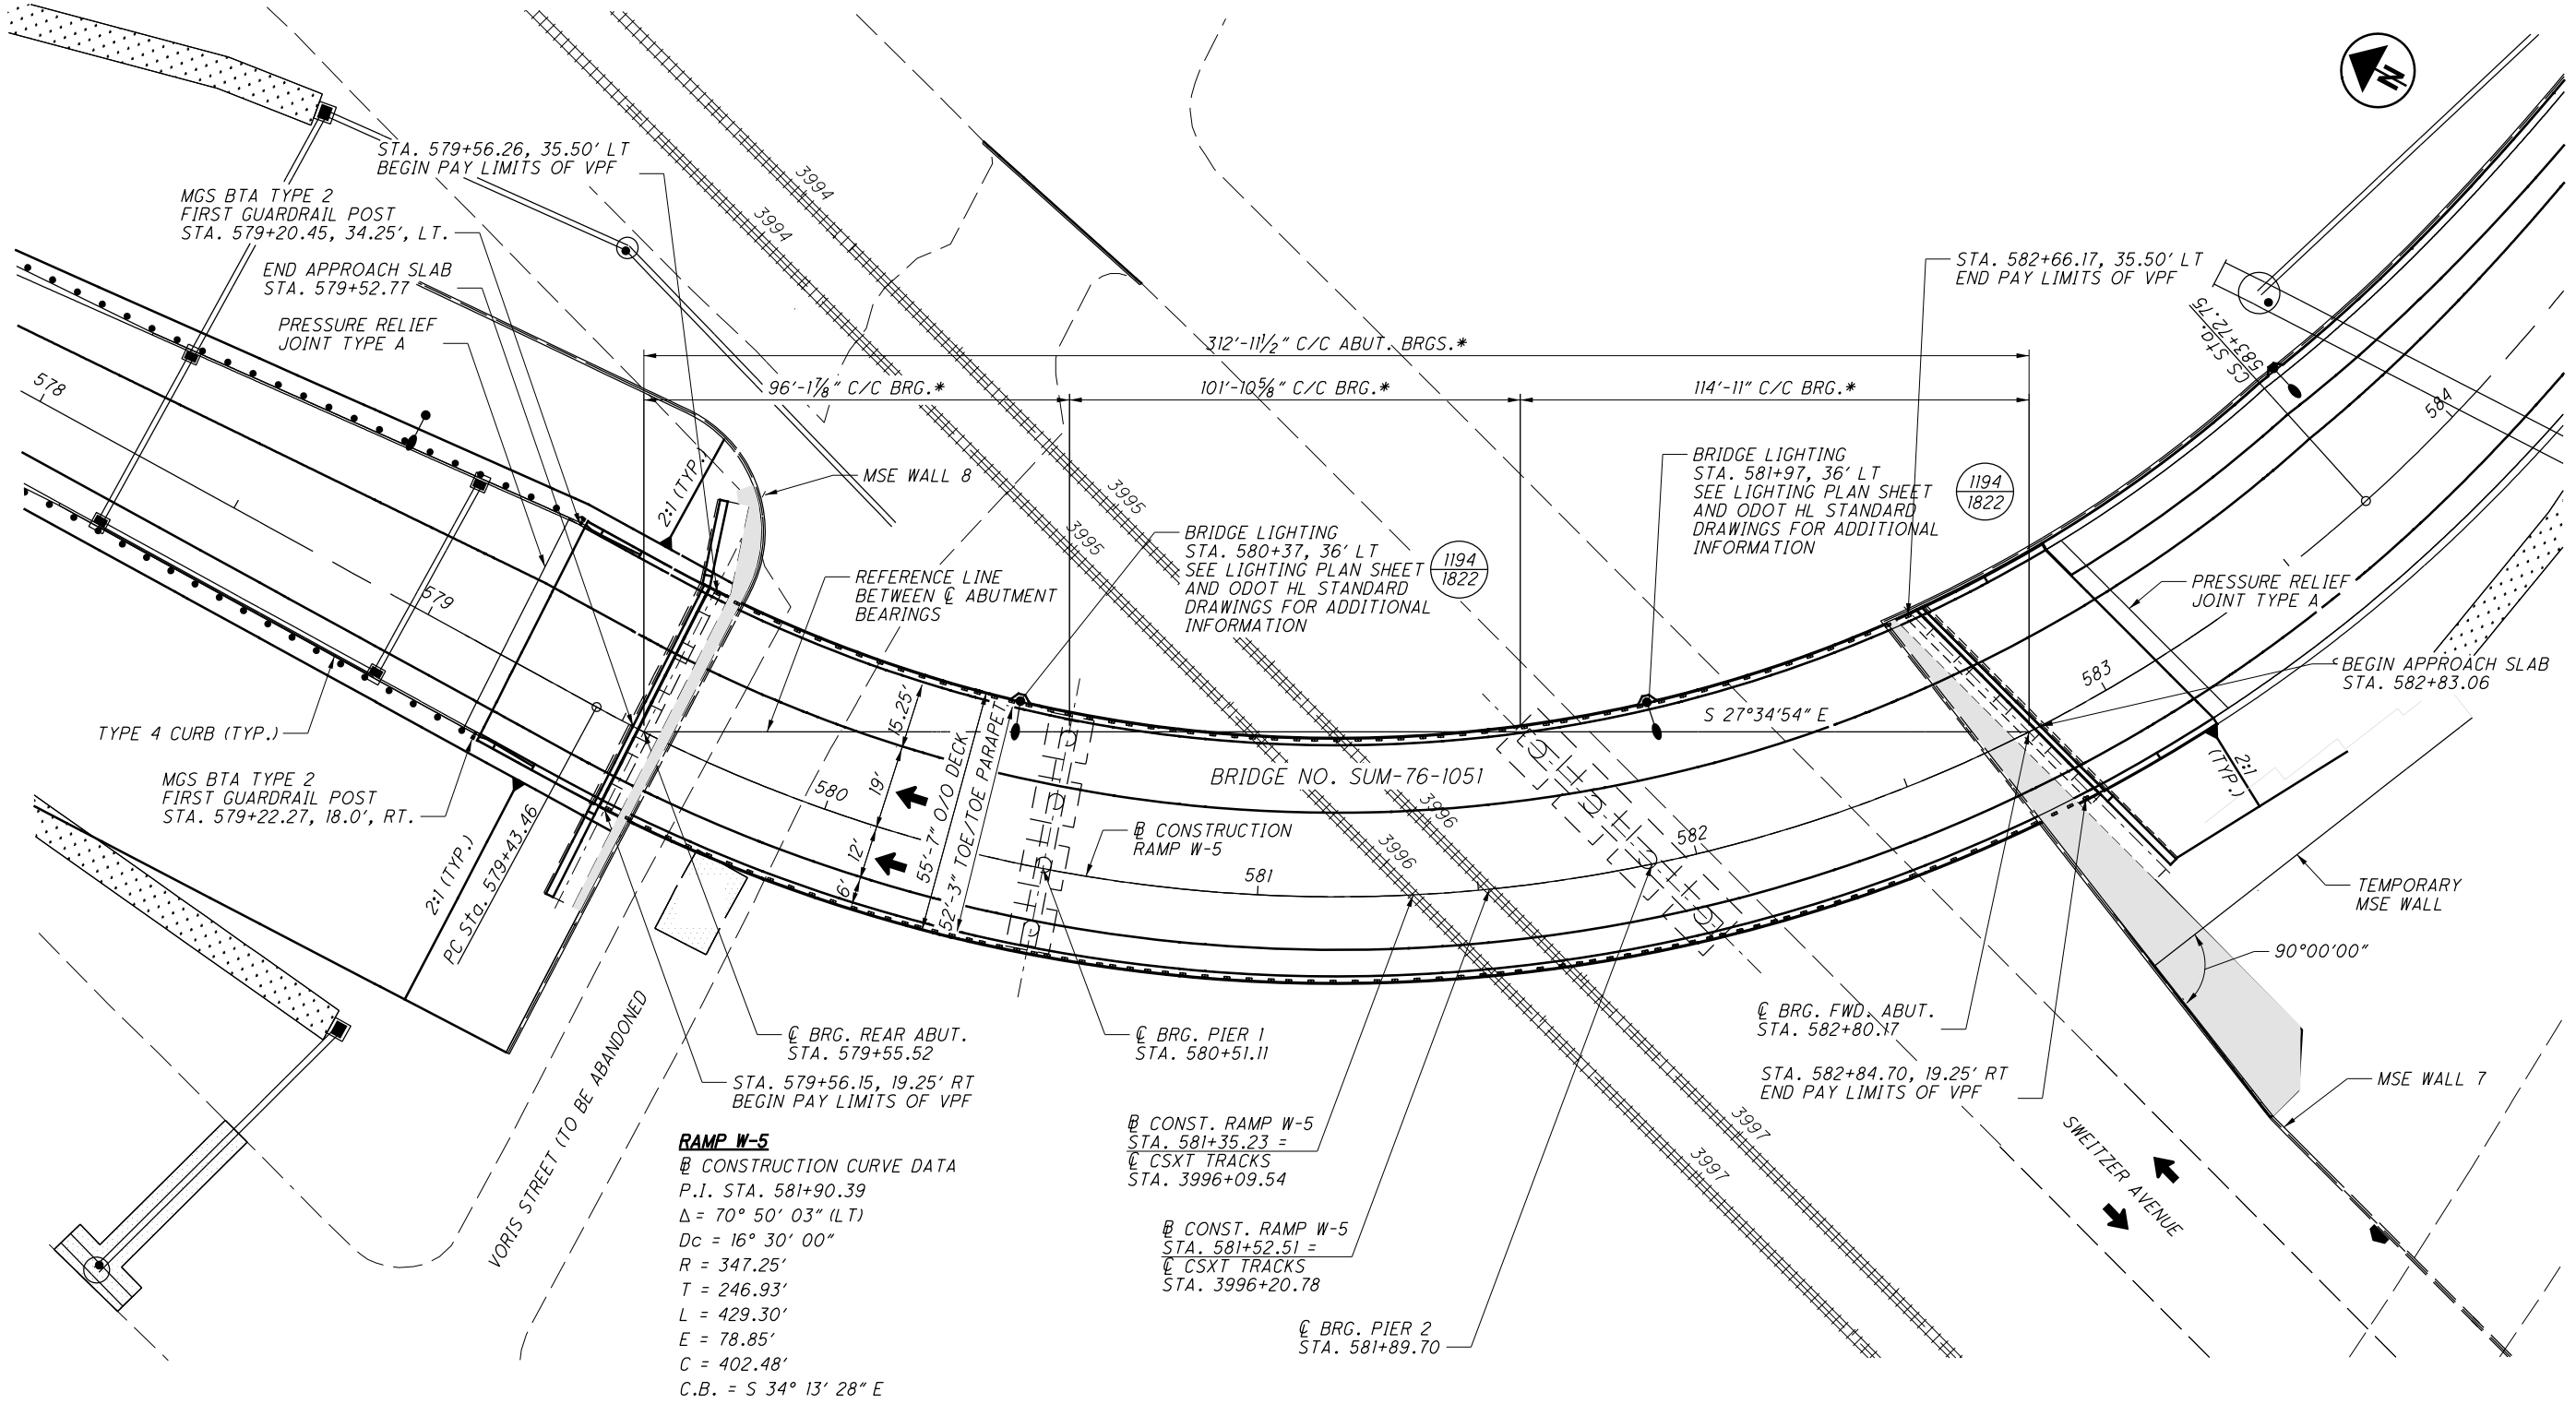 N
STA. 579+56.26, 35.50' LT
BEGIN PAY LIMITS OF VPF
MGS BTA TYPE 2
FIRST GUARDRAIL POST
STA. 579+20.45, 34.25', LT.
END APPROACH SLAB
STA. 579+52.77
PRESSURE RELIEF
JOINT TYPE A
3994
3994
STA. 582+66.17, 35.50' LT
END PAY LIMITS OF VPF
CS Sta.
583+72.75
312'-11½" C/C ABUT. BRGS.*
96'-1⅞" C/C BRG.*
101'-10⅝" C/C BRG.*
114'-11" C/C BRG.*
578
584
2:1 (TYP.)
MSE WALL 8
3995
3995
BRIDGE LIGHTING
STA. 581+97, 36' LT
SEE LIGHTING PLAN SHEET
AND ODOT HL STANDARD
DRAWINGS FOR ADDITIONAL
INFORMATION
1194
1822
BRIDGE LIGHTING
STA. 580+37, 36' LT
SEE LIGHTING PLAN SHEET
AND ODOT HL STANDARD
DRAWINGS FOR ADDITIONAL
INFORMATION
1194
1822
579
REFERENCE LINE
BETWEEN ℄ ABUTMENT
BEARINGS
PRESSURE RELIEF
JOINT TYPE A
583
BEGIN APPROACH SLAB
STA. 582+83.06
TYPE 4 CURB (TYP.)
S 27°34'54" E
15.25'
19'
12'
6'
55'-7" O/O DECK
52'-3" TOE/TOE PARAPET
BRIDGE NO. SUM-76-1051
580
581
582
MGS BTA TYPE 2
FIRST GUARDRAIL POST
STA. 579+22.27, 18.0', RT.
2:1 (TYP.)
PC Sta. 579+43.46
℄ CONSTRUCTION
RAMP W-5
3996
3996
2:1
(TYP.)
TEMPORARY
MSE WALL
90°00'00"
℄ BRG. REAR ABUT.
STA. 579+55.52
℄ BRG. PIER 1
STA. 580+51.11
℄ BRG. FWD. ABUT.
STA. 582+80.17
STA. 579+56.15, 19.25' RT
BEGIN PAY LIMITS OF VPF
STA. 582+84.70, 19.25' RT
END PAY LIMITS OF VPF
MSE WALL 7
VORIS STREET (TO BE ABANDONED
SWEITZER AVENUE
3997
3997
℄ CONST. RAMP W-5
STA. 581+35.23 =
℄ CSXT TRACKS
STA. 3996+09.54
℄ CONST. RAMP W-5
STA. 581+52.51 =
℄ CSXT TRACKS
STA. 3996+20.78
℄ BRG. PIER 2
STA. 581+89.70
RAMP W-5
℄ CONSTRUCTION CURVE DATA
P.I. STA. 581+90.39
Δ = 70° 50' 03" (LT)
Dc = 16° 30' 00"
R = 347.25'
T = 246.93'
L = 429.30'
E = 78.85'
C = 402.48'
C.B. = S 34° 13' 28" E